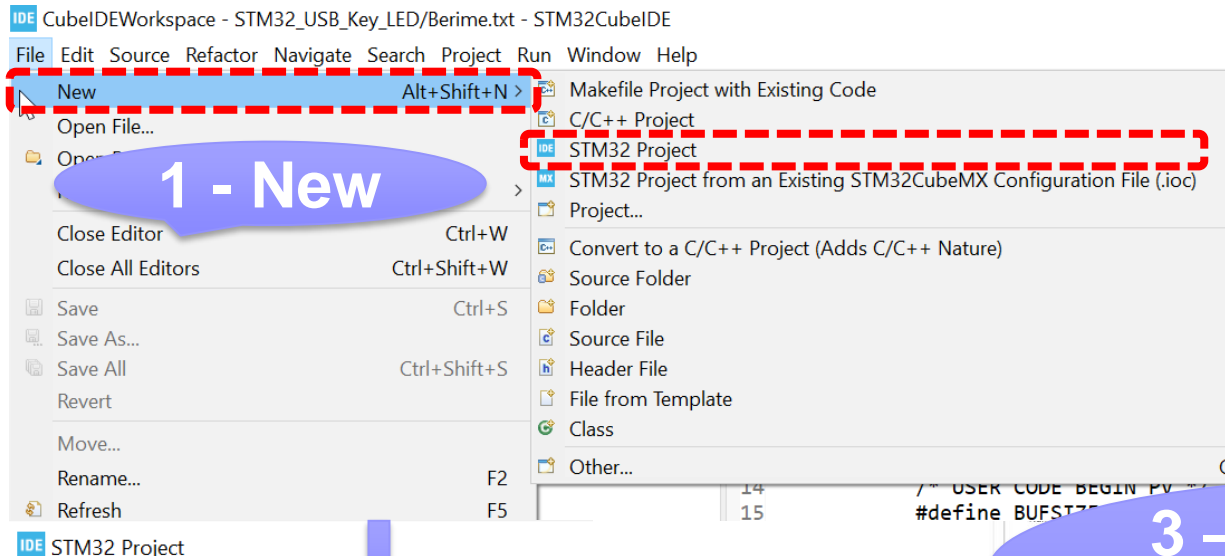 IDE CubeIDEWorkspace - STM32_USB_Key_LED/Berime.txt - STM32CubeIDE
File Edit Source Refactor Navigate Search Project Run Window Help
New Alt+Shift+N >
Open File...
1 - New
>
Close Editor Ctrl+W
Close All Editors Ctrl+Shift+W
Save Ctrl+S
Save As...
Save All Ctrl+Shift+S
Revert
Move...
Rename... F2
Refresh F5
Makefile Project with Existing Code
C/C++ Project
IDE STM32 Project
MX STM32 Project from an Existing STM32CubeMX Configuration File (.ioc)
Project...
Convert to a C/C++ Project (Adds C/C++ Nature)
Source Folder
Folder
Source File
Header File
File from Template
Class
Other...
14 /* USER CODE BEGIN PV */
15 #define
3 -
IDE STM32 Project